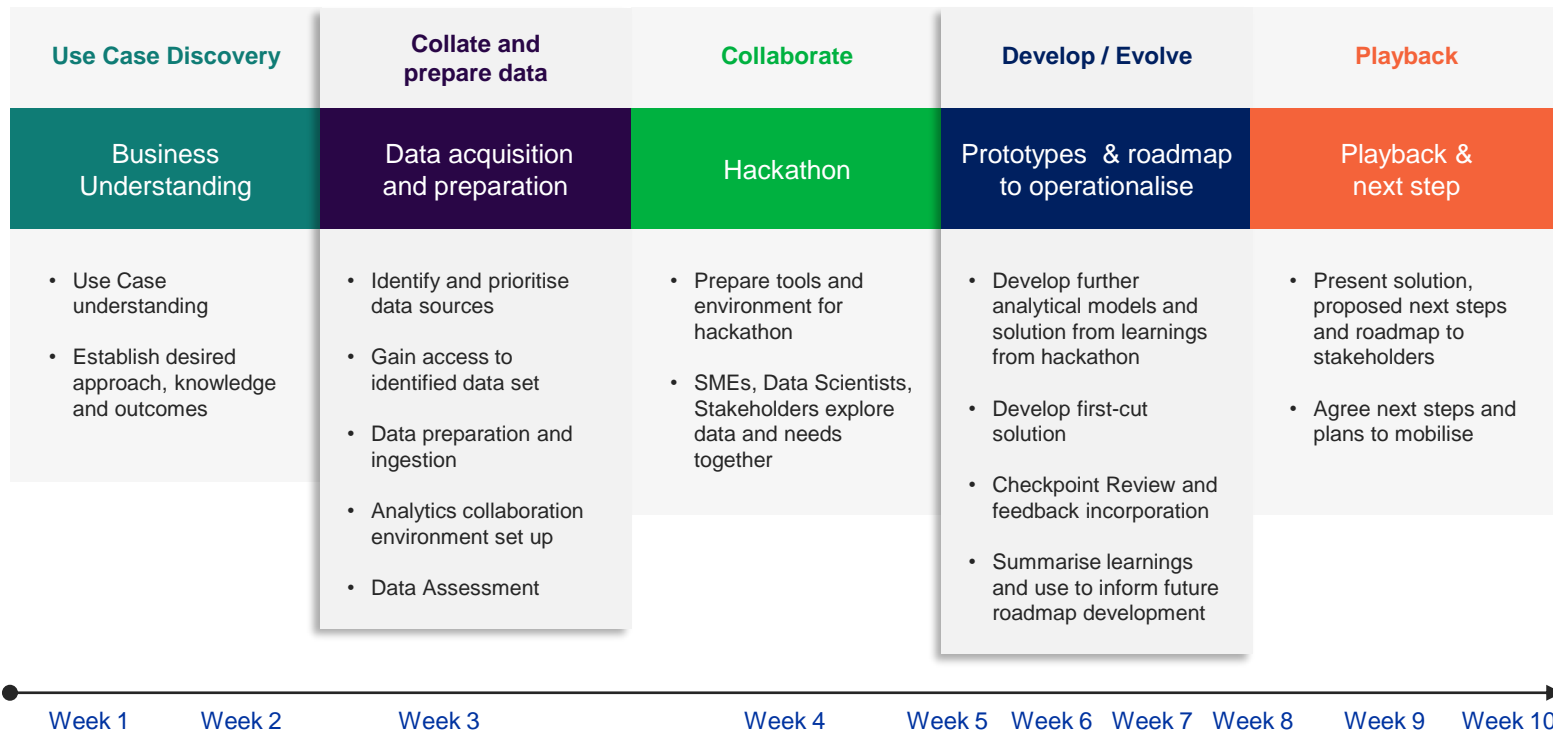 Use Case Discovery
Collate and
prepare data
Collaborate
Develop / Evolve
Playback
Business
Understanding
Data acquisition
and preparation
Hackathon
Prototypes & roadmap
to operationalise
Playback &
next step
• Use Case
understanding
• Establish desired
approach, knowledge
and outcomes
• Identify and prioritise
data sources
• Gain access to
identified data set
• Data preparation and
ingestion
• Analytics collaboration
environment set up
• Data Assessment
• Prepare tools and
environment for
hackathon
• SMEs, Data Scientists,
Stakeholders explore
data and needs
together
• Develop further
analytical models and
solution from learnings
from hackathon
• Develop first-cut
solution
• Checkpoint Review and
feedback incorporation
• Summarise learnings
and use to inform future
roadmap development
• Present solution,
proposed next steps
and roadmap to
stakeholders
• Agree next steps and
plans to mobilise
Week 1 Week 2 Week 3 Week 4 Week 5 Week 6 Week 7 Week 8 Week 9 Week 10